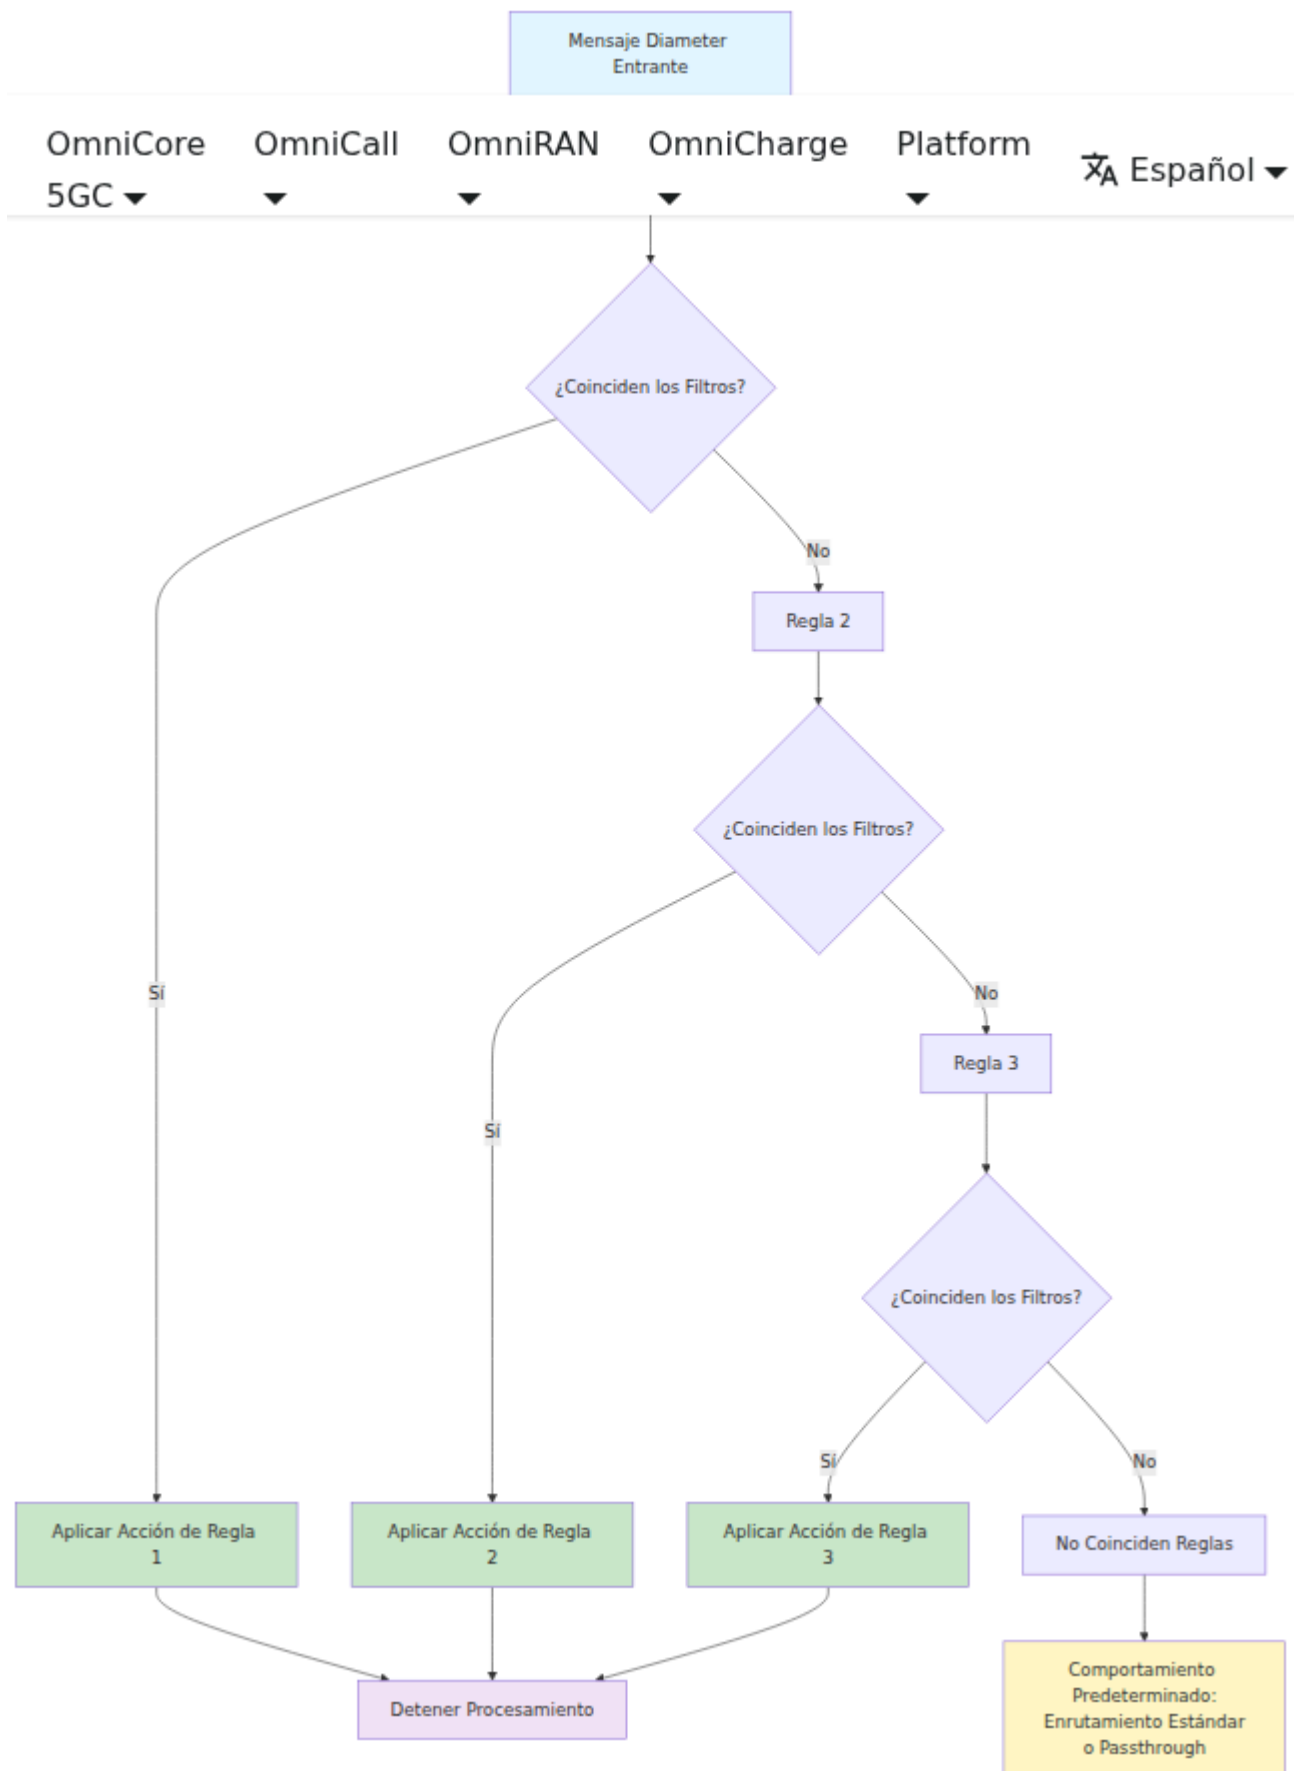 Mensaje Diameter
Entrante
OmniCore
5GC
OmniCall
OmniRAN
OmniCharge
Platform
Español
¿Coinciden los Filtros?
No
Regla 2
¿Coinciden los Filtros?
Sí
No
Regla 3
Sí
¿Coinciden los Filtros?
Sí
No
Aplicar Acción de Regla
1
Aplicar Acción de Regla
2
Aplicar Acción de Regla
3
No Coinciden Reglas
Detener Procesamiento
Comportamiento
Predeterminado:
Enrutamiento Estándar
o Passthrough